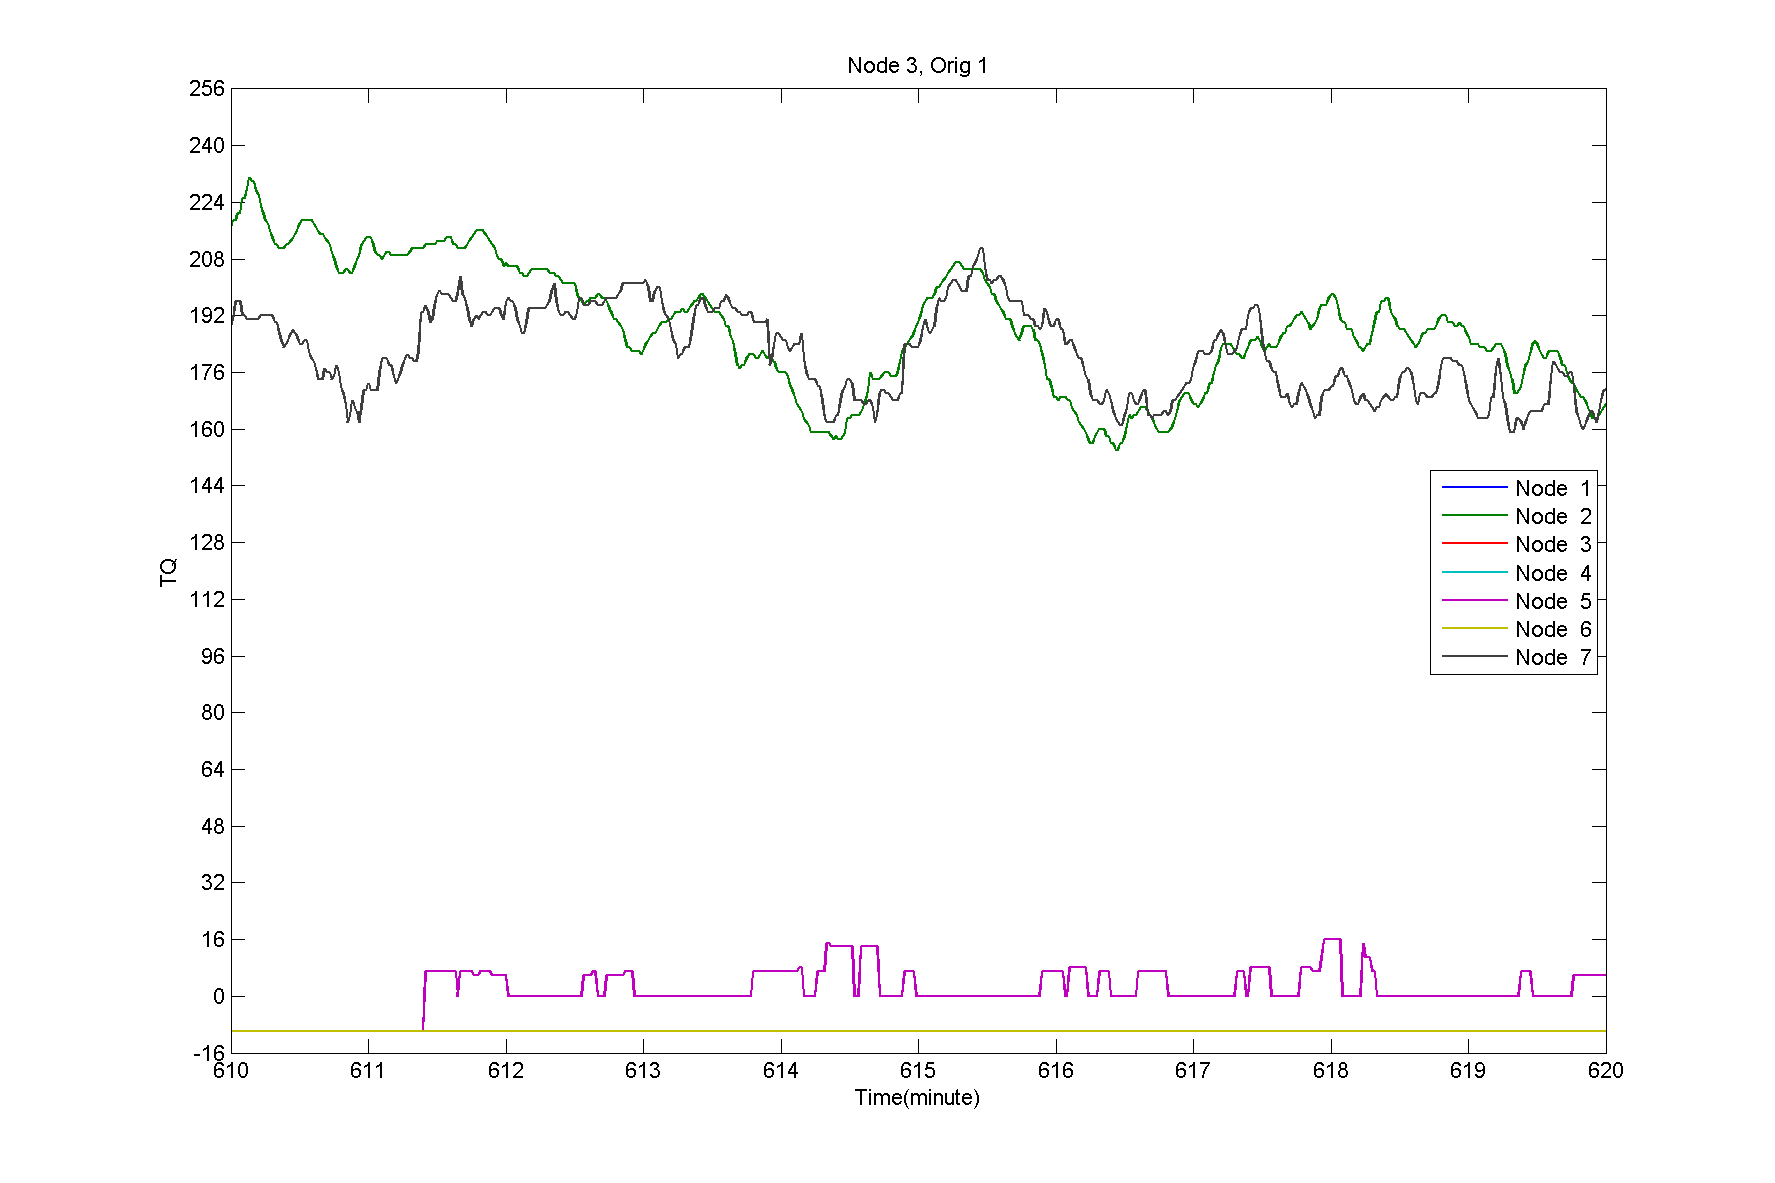 Node 3, Orig 1
256
240
224
208
192
176
160
144
128
112
96
80
64
48
32
16
0
-16
TQ
Node 1
Node 2
Node 3
Node 4
Node 5
Node 6
Node 7
610 611 612 613 614 615 616 617 618 619 620
Time(minute)